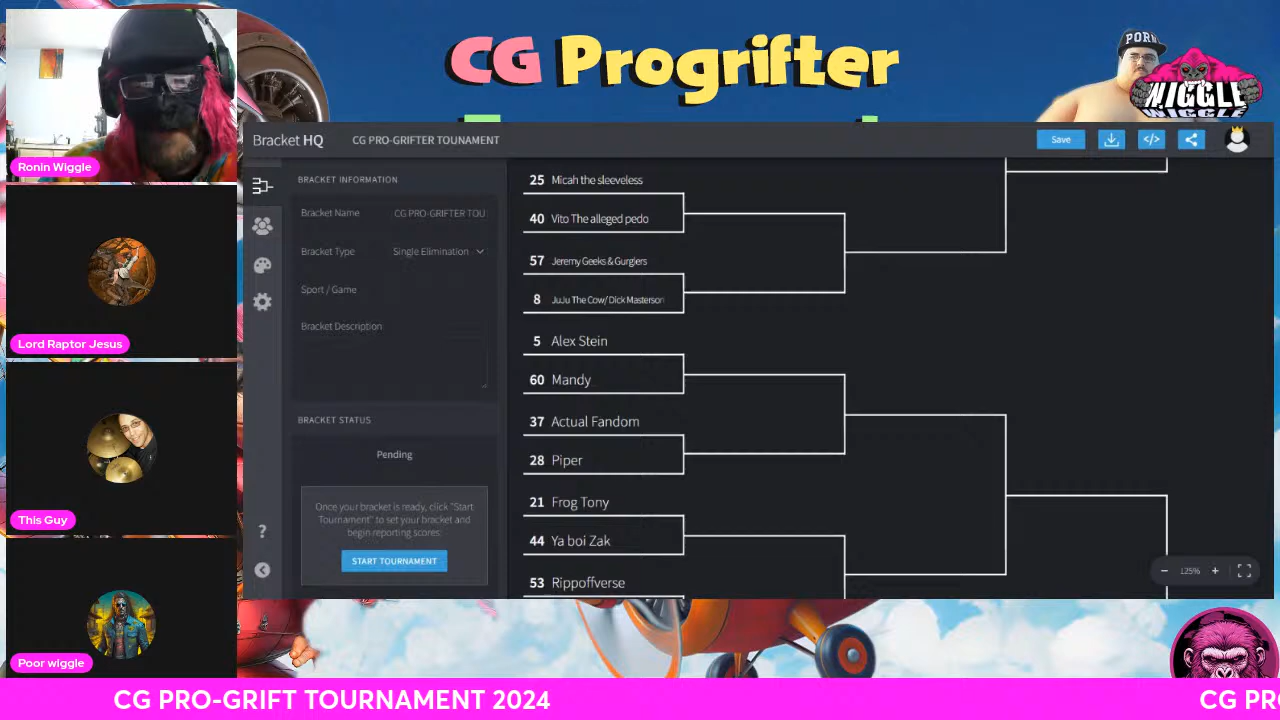 CG Progrifter
PORN
WIGGLE
WIGGLE
Ronin Wiggle
Lord Raptor Jesus
This Guy
Poor wiggle
Bracket HQ
CG PRO-GRIFTER TOURNAMENT
Save
</>
BRACKET INFORMATION
Bracket Name CG PRO-GRIFTER TOU
Bracket Type Single Elimination
Sport / Game
Bracket Description
BRACKET STATUS
Pending
Once your bracket is ready, click "Start
Tournament" to set your bracket and
begin reporting scores:
START TOURNAMENT
?
25 Micah the sleeveless
40 Vito The alleged pedo
57 Jeremy Geeks & Gurglers
8 JuJu The Cow/ Dick Masterson
5 Alex Stein
60 Mandy
37 Actual Fandom
28 Piper
21 Frog Tony
44 Ya boi Zak
53 Rippoffverse
− 125% +
CG PRO-GRIFT TOURNAMENT 2024
CG PR